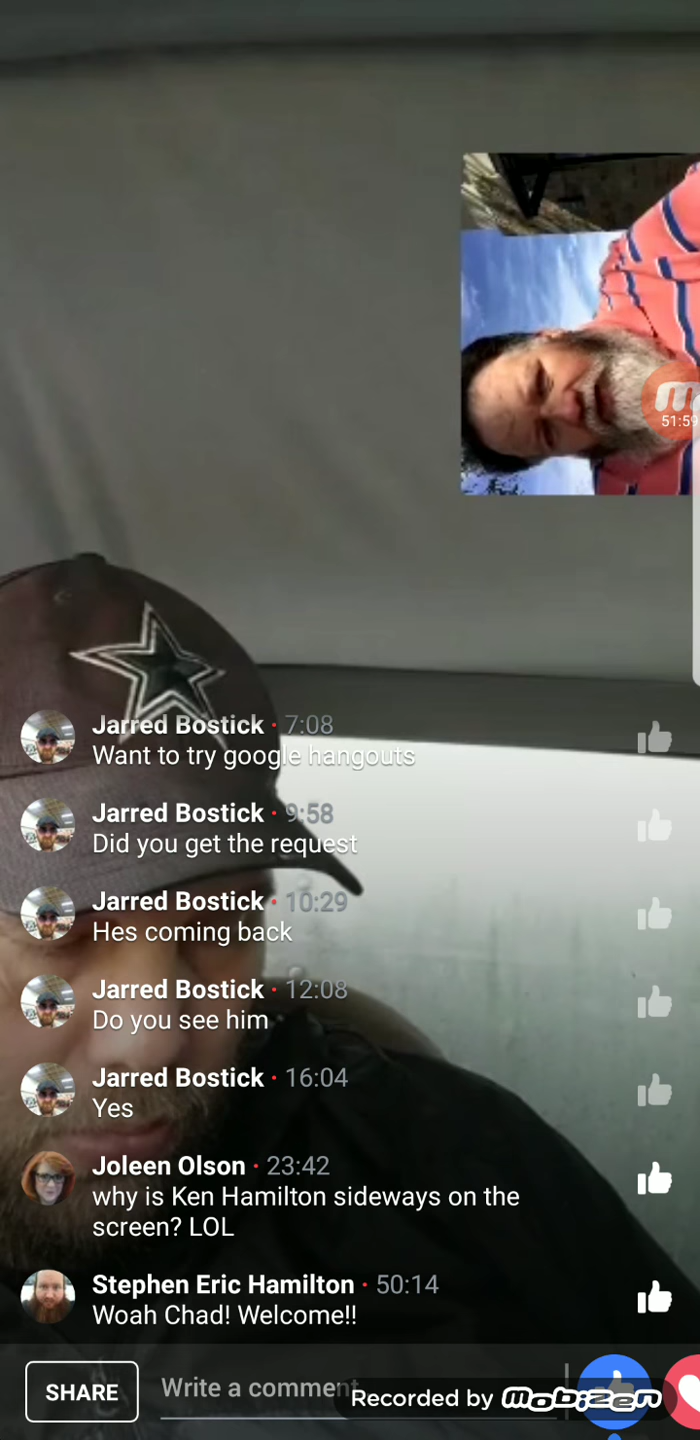 51:59
Jarred Bostick · 7:08
Want to try google hangouts
Jarred Bostick · 9:58
Did you get the request
Jarred Bostick · 10:29
Hes coming back
Jarred Bostick · 12:08
Do you see him
Jarred Bostick · 16:04
Yes
Joleen Olson · 23:42
why is Ken Hamilton sideways on the
screen? LOL
Stephen Eric Hamilton · 50:14
Woah Chad! Welcome!!
SHARE
Write a comment
Recorded by mobizen